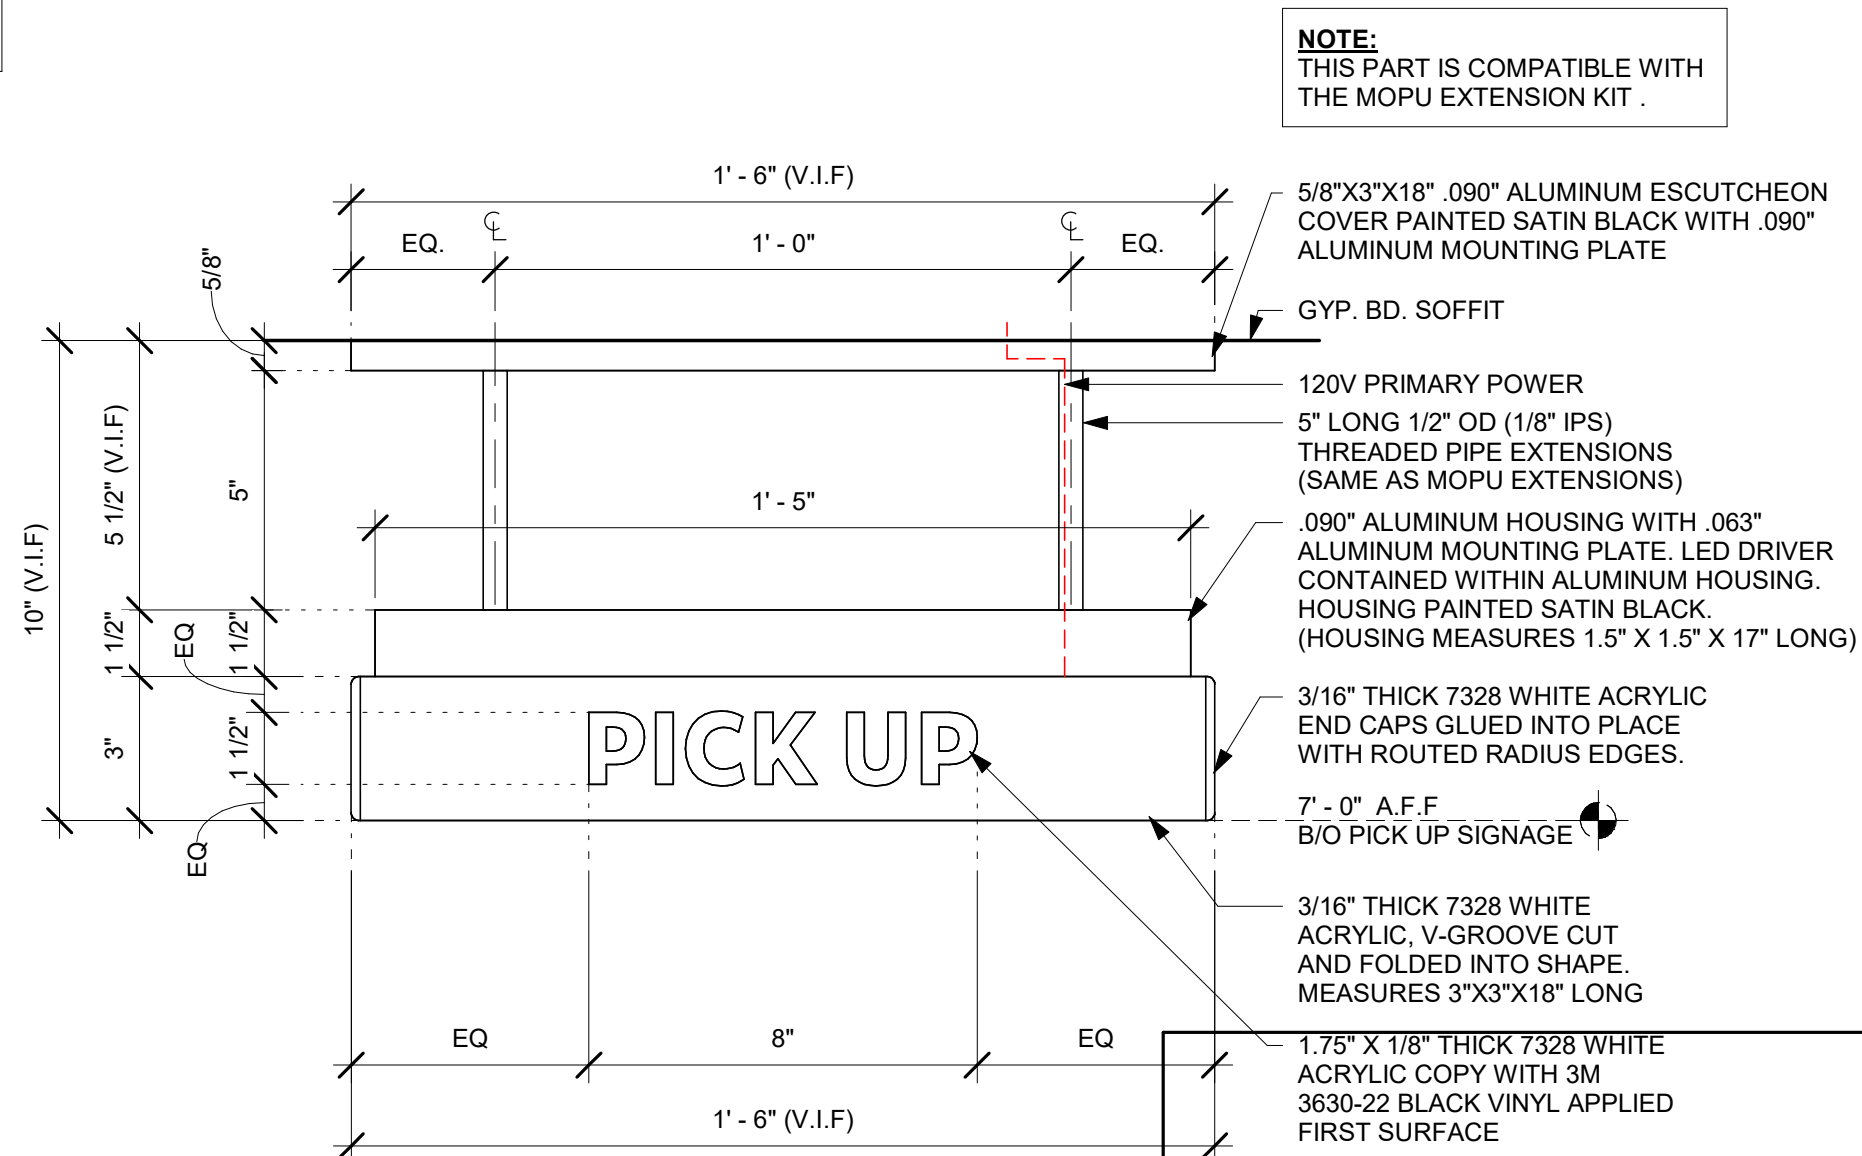 NOTE:
THIS PART IS COMPATIBLE WITH
THE MOPU EXTENSION KIT .
1' - 6" (V.I.F)
EQ.
1' - 0"
EQ.
5/8"
5/8"X3"X18" .090" ALUMINUM ESCUTCHEON
COVER PAINTED SATIN BLACK WITH .090"
ALUMINUM MOUNTING PLATE
GYP. BD. SOFFIT
120V PRIMARY POWER
5" LONG 1/2" OD (1/8" IPS)
THREADED PIPE EXTENSIONS
(SAME AS MOPU EXTENSIONS)
10" (V.I.F)
5 1/2" (V.I.F)
5"
1' - 5"
.090" ALUMINUM HOUSING WITH .063"
ALUMINUM MOUNTING PLATE. LED DRIVER
CONTAINED WITHIN ALUMINUM HOUSING.
HOUSING PAINTED SATIN BLACK.
(HOUSING MEASURES 1.5" X 1.5" X 17" LONG)
1 1/2"
EQ
1 1/2"
3"
1 1/2"
EQ
PICK UP
3/16" THICK 7328 WHITE ACRYLIC
END CAPS GLUED INTO PLACE
WITH ROUTED RADIUS EDGES.
7' - 0" A.F.F
B/O PICK UP SIGNAGE
3/16" THICK 7328 WHITE
ACRYLIC, V-GROOVE CUT
AND FOLDED INTO SHAPE.
MEASURES 3"X3"X18" LONG
EQ
8"
EQ
1.75" X 1/8" THICK 7328 WHITE
ACRYLIC COPY WITH 3M
3630-22 BLACK VINYL APPLIED
FIRST SURFACE
1' - 6" (V.I.F)